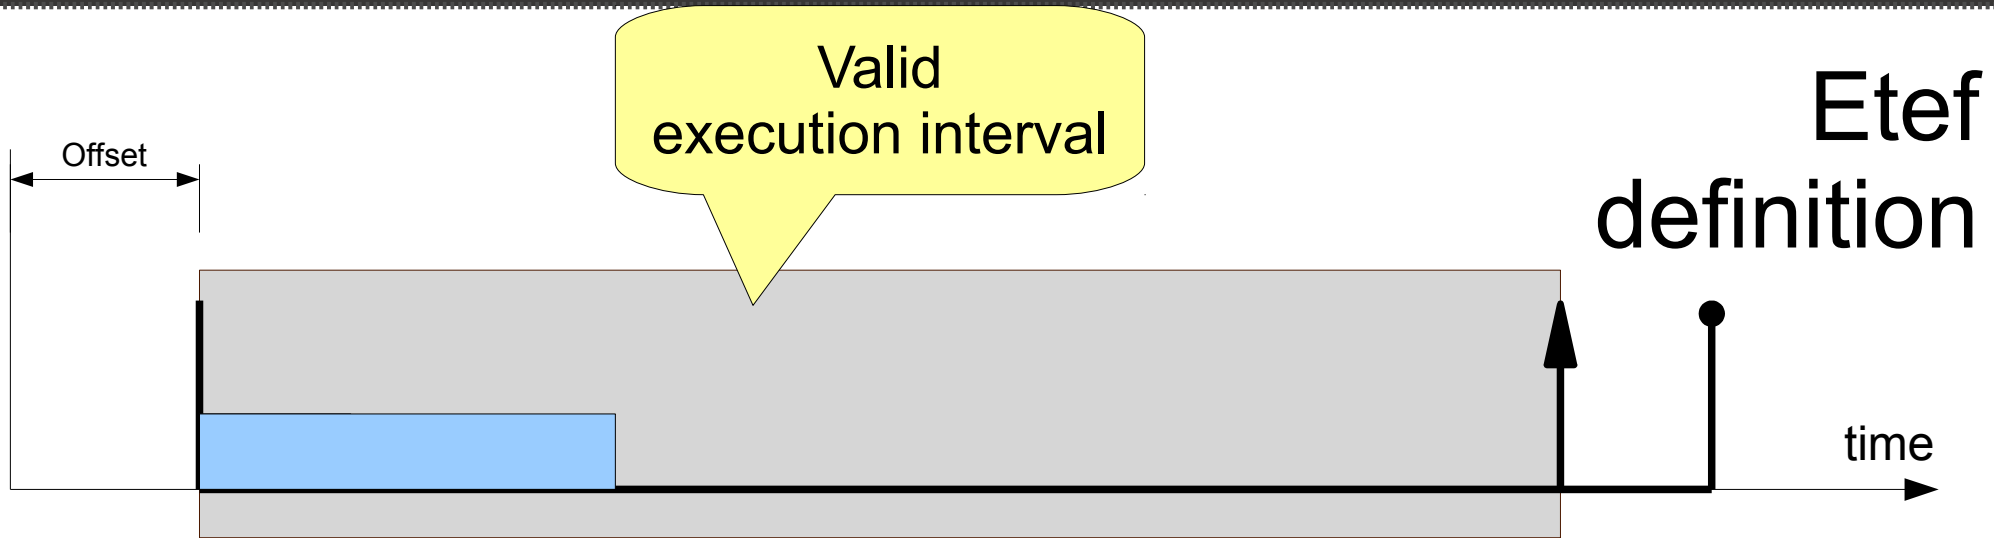 Valid
execution interval
Etef
definition
Offset
time